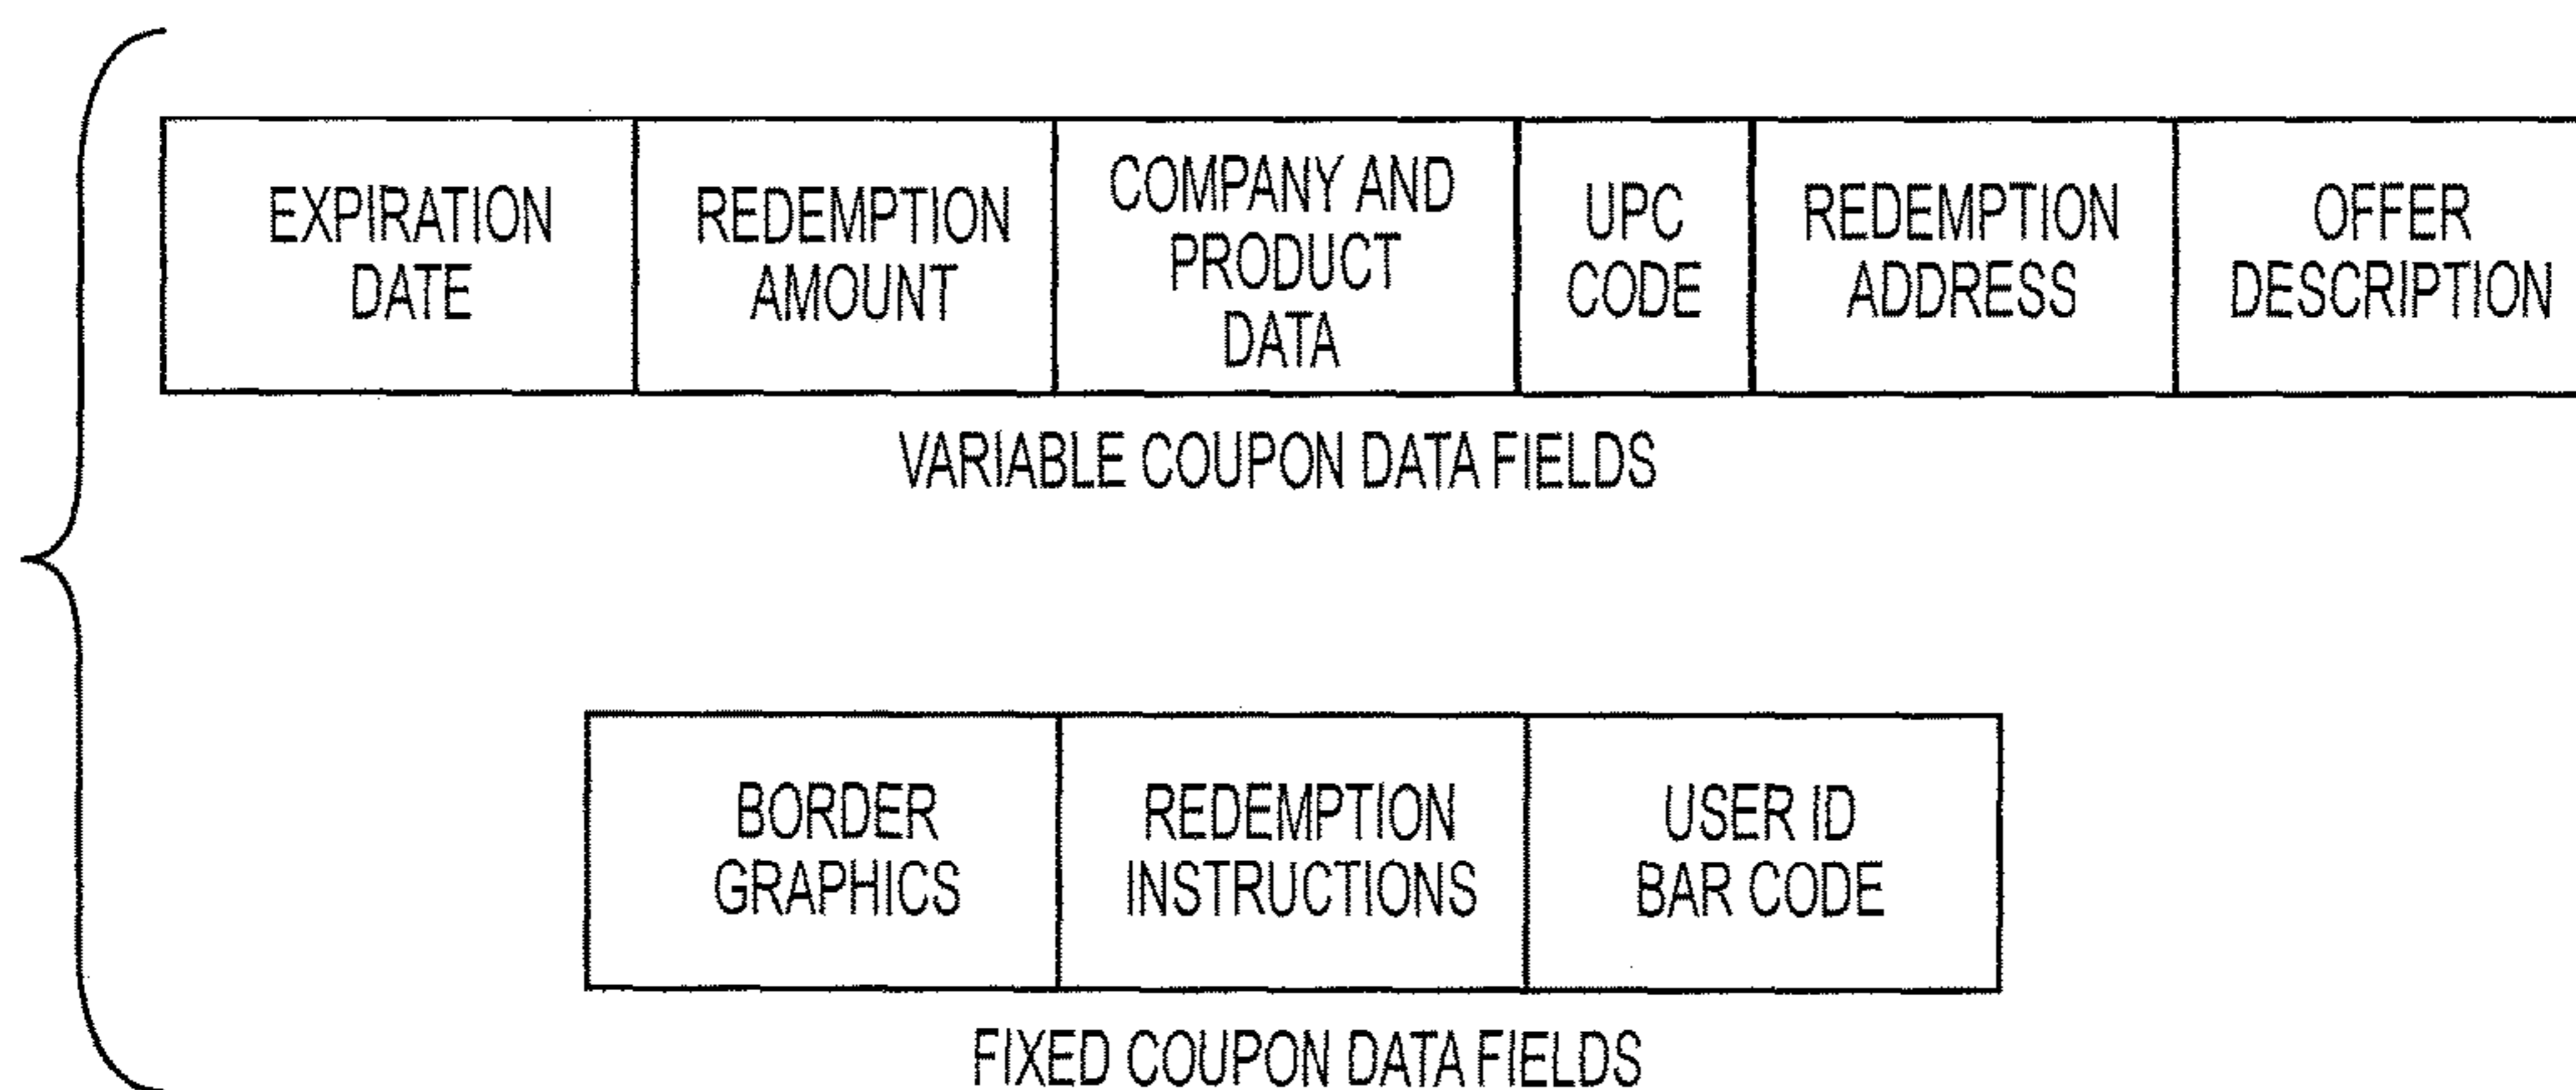 EXPIRATION
DATE
REDEMPTION
AMOUNT
COMPANY AND
PRODUCT
DATA
UPC
CODE
REDEMPTION
ADDRESS
OFFER
DESCRIPTION
VARIABLE COUPON DATA FIELDS
BORDER
GRAPHICS
REDEMPTION
INSTRUCTIONS
USER ID
BAR CODE
FIXED COUPON DATA FIELDS